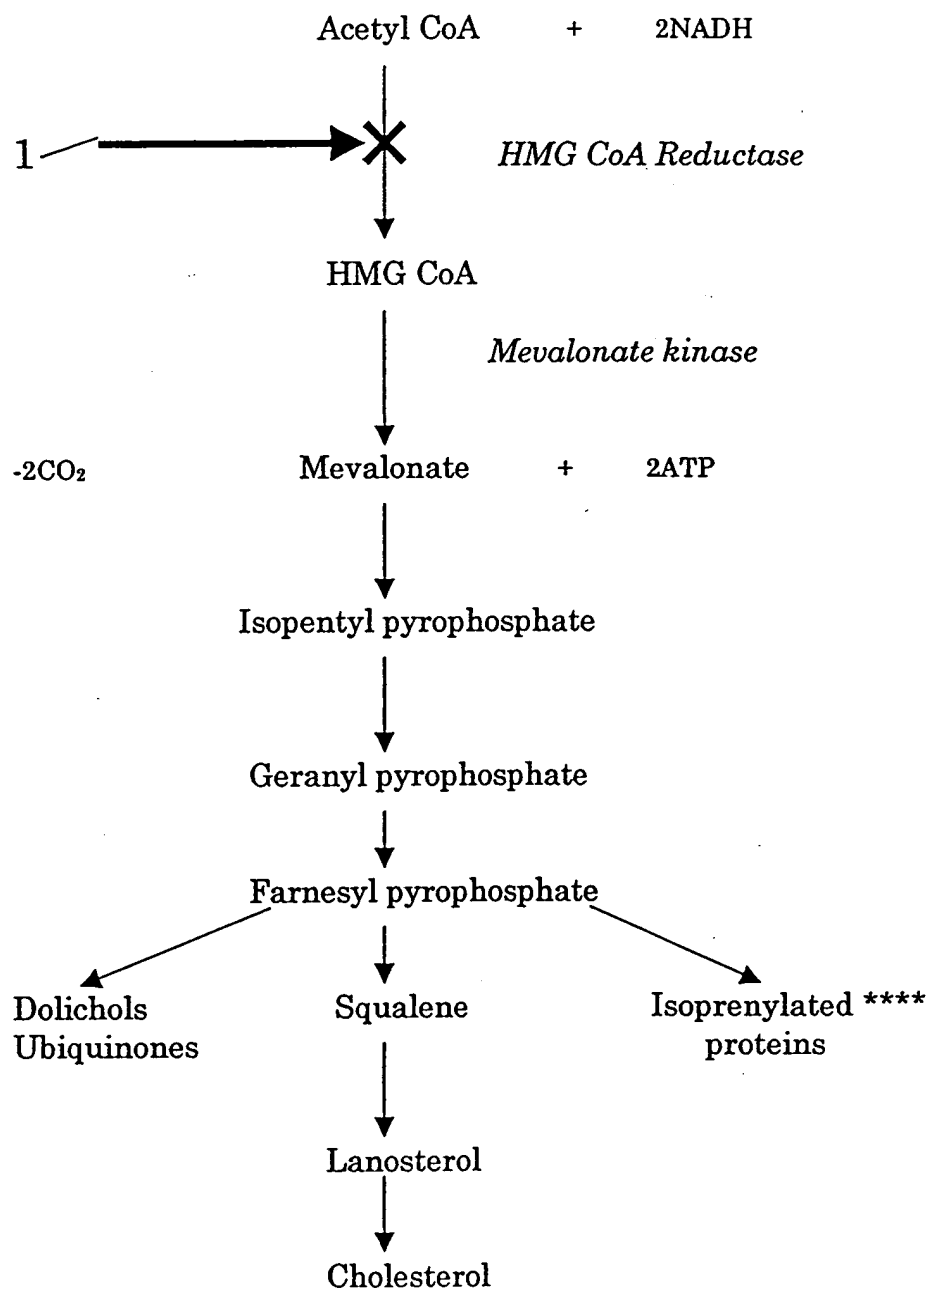 Acetyl CoA + 2NADH
1
HMG CoA Reductase
HMG CoA
Mevalonate kinase
-2CO₂ Mevalonate + 2ATP
Isopentyl pyrophosphate
Geranyl pyrophosphate
Farnesyl pyrophosphate
Dolichols
Ubiquinones
Squalene
Isoprenylated ****
proteins
Lanosterol
Cholesterol